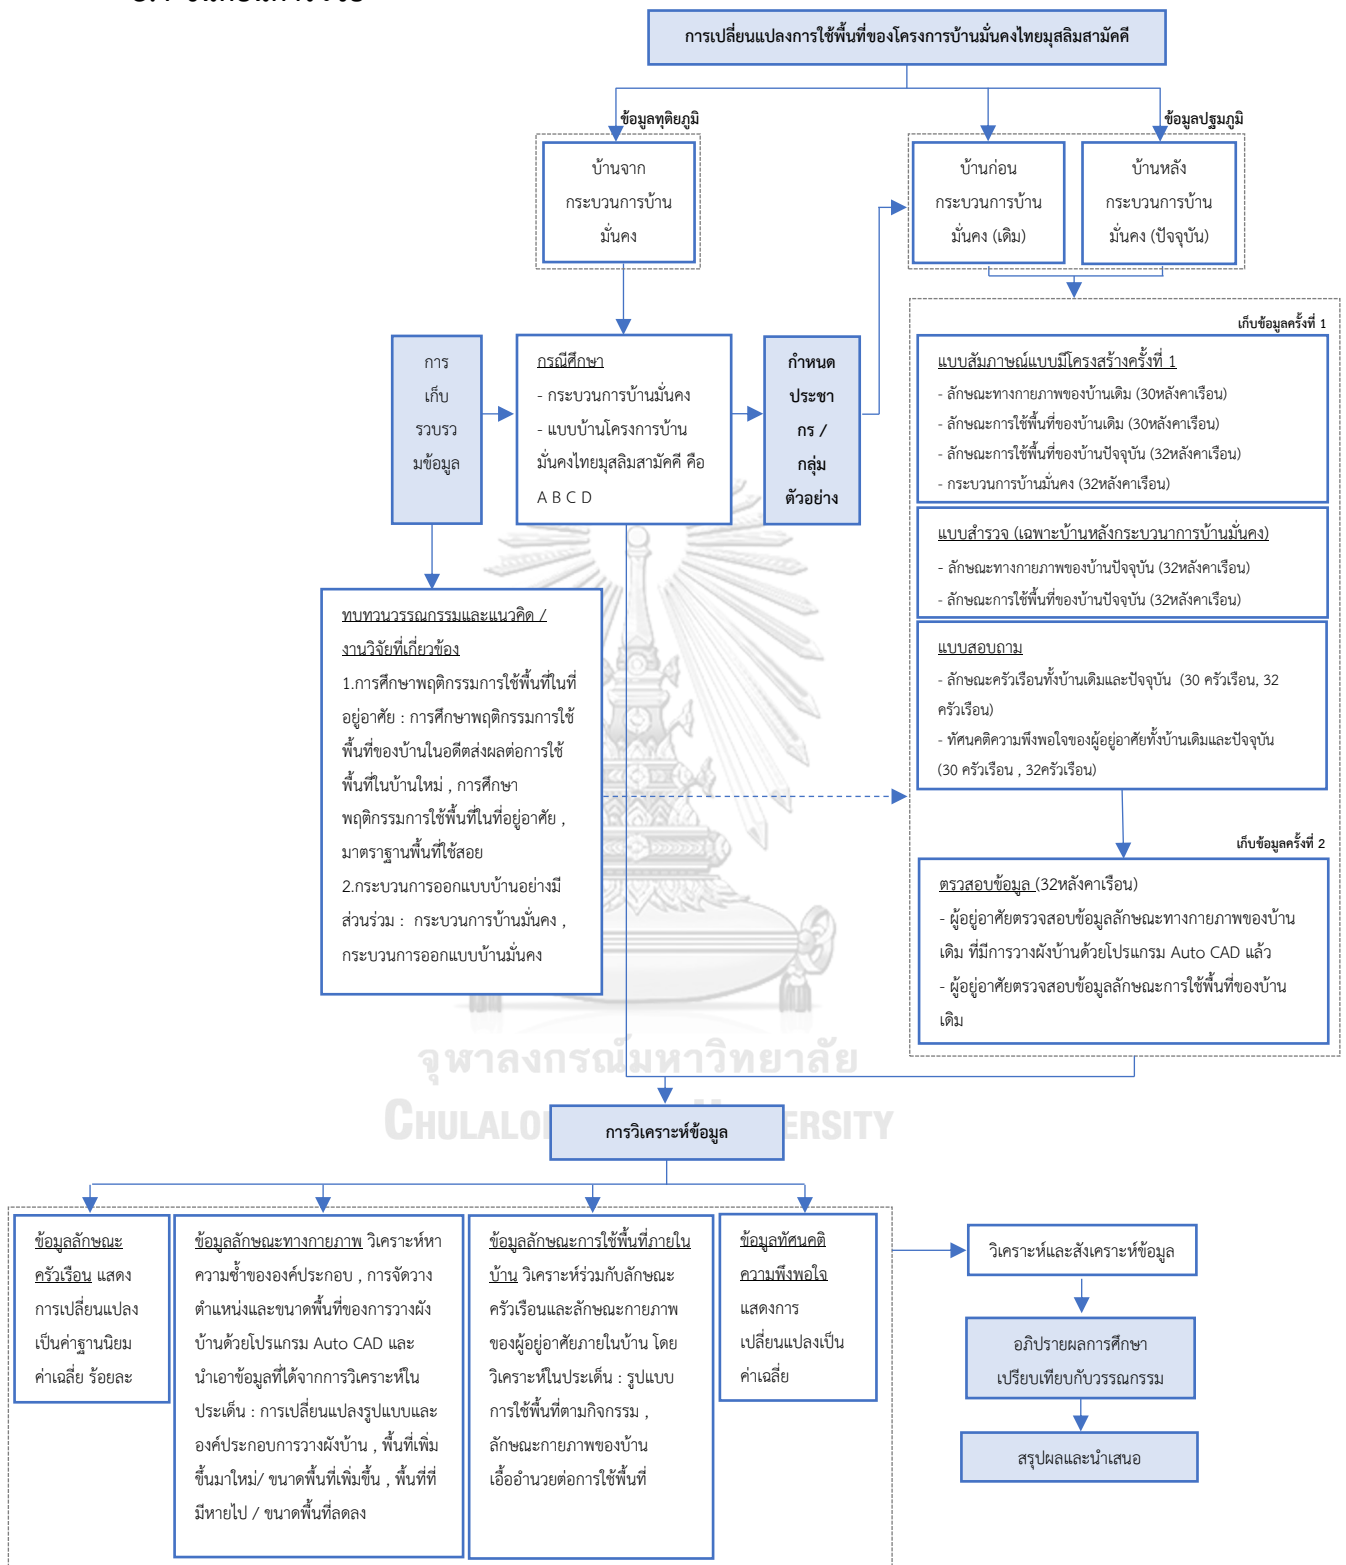 การเปลี่ยนแปลงการใช้พื้นที่ของโครงการบ้านมั่นคงไทยมุสลิมสามัคคี
ข้อมูลทุติยภูมิ
ข้อมูลปฐมภูมิ
บ้านจาก
กระบวนการบ้าน
มั่นคง
บ้านก่อน
กระบวนการบ้าน
มั่นคง (เดิม)
บ้านหลัง
กระบวนการบ้าน
มั่นคง (ปัจจุบัน)
การ
เก็บ
รวบรว
มข้อมูล
กรณีศึกษา
- กระบวนการบ้านมั่นคง
- แบบบ้านโครงการบ้าน
มั่นคงไทยมุสลิมสามัคคี คือ
A B C D
กำหนด
ประชา
กร /
กลุ่ม
ตัวอย่าง
เก็บข้อมูลครั้งที่ 1
แบบสัมภาษณ์แบบมีโครงสร้างครั้งที่ 1
- ลักษณะทางกายภาพของบ้านเดิม (30หลังคาเรือน)
- ลักษณะการใช้พื้นที่ของบ้านเดิม (30หลังคาเรือน)
- ลักษณะการใช้พื้นที่ของบ้านปัจจุบัน (32หลังคาเรือน)
- กระบวนการบ้านมั่นคง (32หลังคาเรือน)
แบบสำรวจ (เฉพาะบ้านหลังกระบวนาการบ้านมั่นคง)
- ลักษณะทางกายภาพของบ้านปัจจุบัน (32หลังคาเรือน)
- ลักษณะการใช้พื้นที่ของบ้านปัจจุบัน (32หลังคาเรือน)
แบบสอบถาม
- ลักษณะครัวเรือนทั้งบ้านเดิมและปัจจุบัน (30 ครัวเรือน, 32
ครัวเรือน)
- ทัศนคติความพึงพอใจของผู้อยู่อาศัยทั้งบ้านเดิมและปัจจุบัน
(30 ครัวเรือน , 32ครัวเรือน)
ทบทวนวรรณกรรมและแนวคิด /
งานวิจัยที่เกี่ยวข้อง
1.การศึกษาพฤติกรรมการใช้พื้นที่ในที่
อยู่อาศัย : การศึกษาพฤติกรรมการใช้
พื้นที่ของบ้านในอดีตส่งผลต่อการใช้
พื้นที่ในบ้านใหม่ , การศึกษา
พฤติกรรมการใช้พื้นที่ในที่อยู่อาศัย ,
มาตราฐานพื้นที่ใช้สอย
2.กระบวนการออกแบบบ้านอย่างมี
ส่วนร่วม : กระบวนการบ้านมั่นคง ,
กระบวนการออกแบบบ้านมั่นคง
เก็บข้อมูลครั้งที่ 2
ตรวสอบข้อมูล (32หลังคาเรือน)
- ผู้อยู่อาศัยตรวจสอบข้อมูลลักษณะทางกายภาพของบ้าน
เดิม ที่มีการวางผังบ้านด้วยโปรแกรม Auto CAD แล้ว
- ผู้อยู่อาศัยตรวจสอบข้อมูลลักษณะการใช้พื้นที่ของบ้าน
เดิม
จุฬาลงกรณ์มหาวิทยาลัย
การวิเคราะห์ข้อมูล
ข้อมูลลักษณะ
ครัวเรือน แสดง
การเปลี่ยนแปลง
เป็นค่าฐานนิยม
ค่าเฉลี่ย ร้อยละ
ข้อมูลลักษณะทางกายภาพ วิเคราะห์หา
ความซ้ำขององค์ประกอบ , การจัดวาง
ตำแหน่งและขนาดพื้นที่ของการวางผัง
บ้านด้วยโปรแกรม Auto CAD และ
นำเอาข้อมูลที่ได้จากการวิเคราะห์ใน
ประเด็น : การเปลี่ยนแปลงรูปแบบและ
องค์ประกอบการวางผังบ้าน , พื้นที่เพิ่ม
ขึ้นมาใหม่/ ขนาดพื้นที่เพิ่มขึ้น , พื้นที่ที่
มีหายไป / ขนาดพื้นที่ลดลง
ข้อมูลลักษณะการใช้พื้นที่ภายใน
บ้าน วิเคราะห์ร่วมกับลักษณะ
ครัวเรือนและลักษณะกายภาพ
ของผู้อยู่อาศัยภายในบ้าน โดย
วิเคราะห์ในประเด็น : รูปแบบ
การใช้พื้นที่ตามกิจกรรม ,
ลักษณะกายภาพของบ้าน
เอื้ออำนวยต่อการใช้พื้นที่
ข้อมูลทัศนคติ
ความพึงพอใจ
แสดงการ
เปลี่ยนแปลงเป็น
ค่าเฉลี่ย
วิเคราะห์และสังเคราะห์ข้อมูล
อภิปรายผลการศึกษา
เปรียบเทียบกับวรรณกรรม
สรุปผลและนำเสนอ